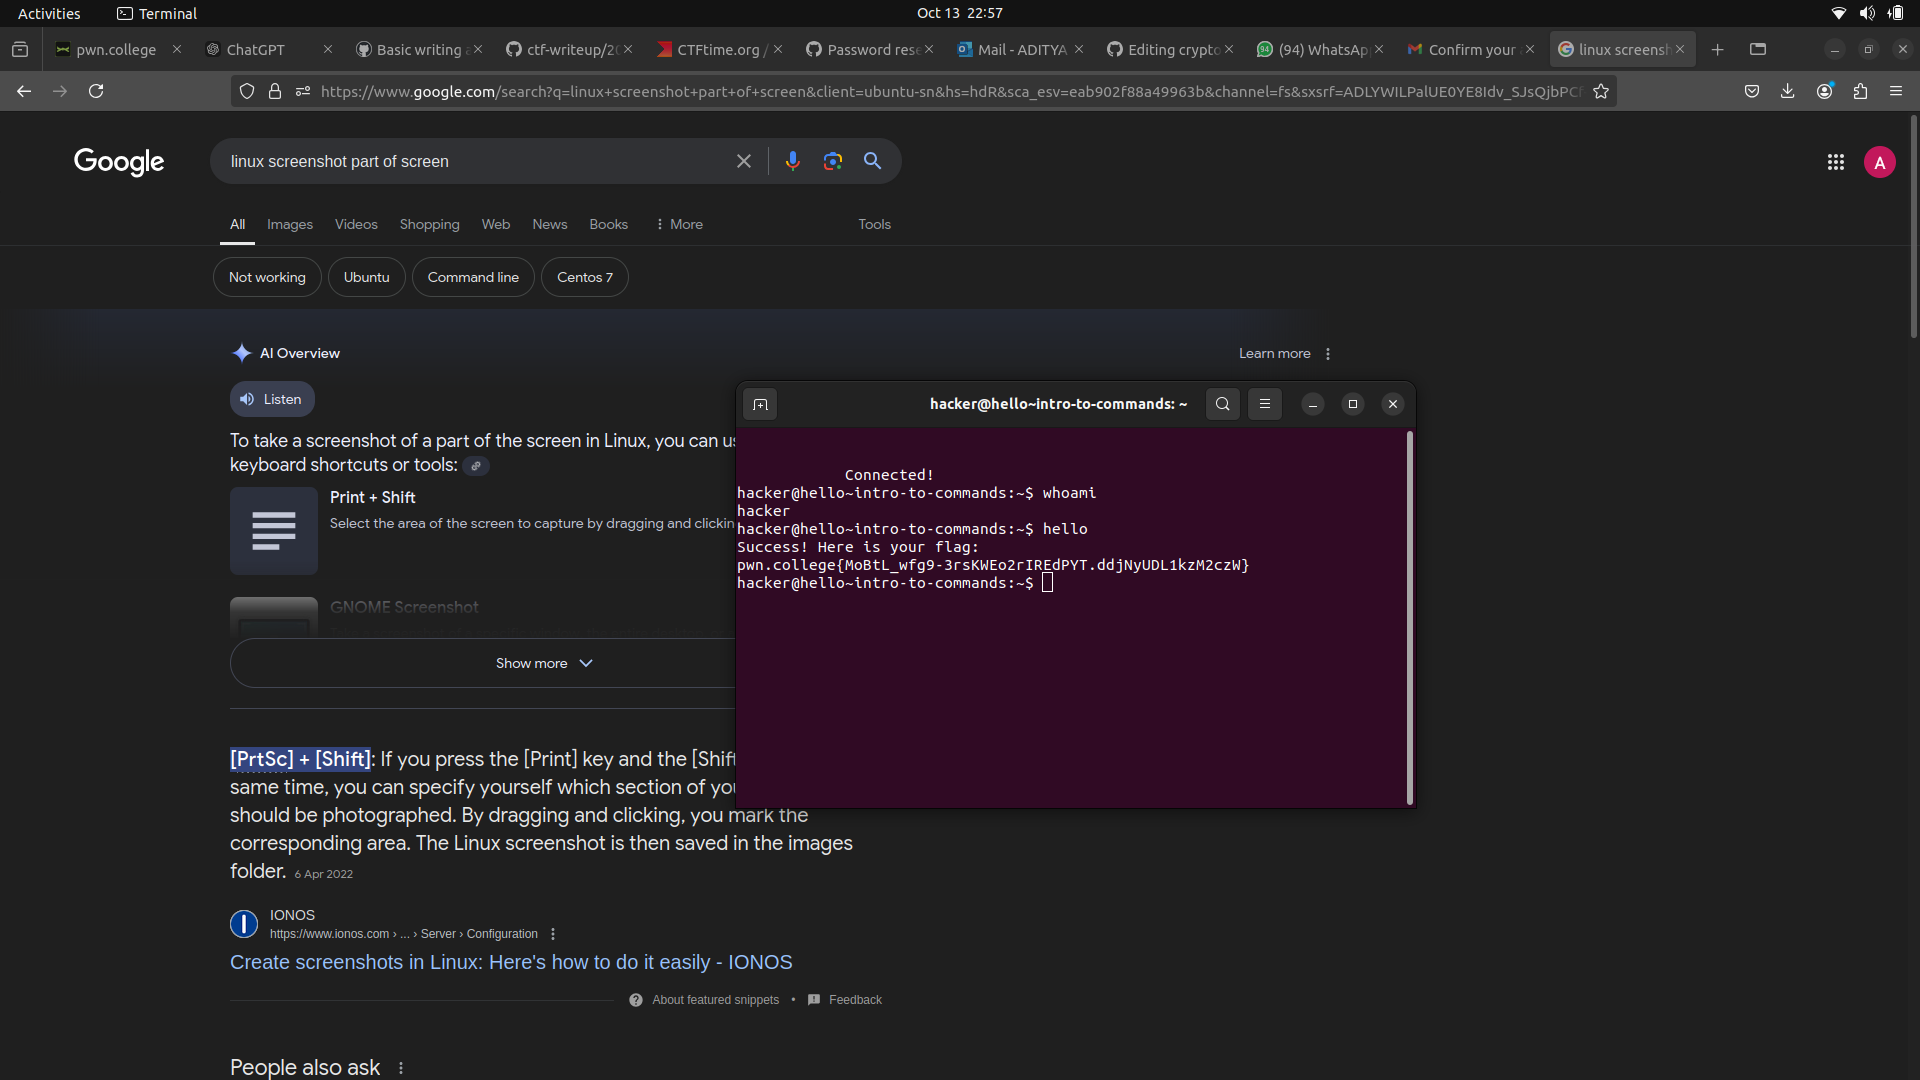 Activities
Terminal
Oct 13 22:57
pwn.college
ChatGPT
Basic writing
ctf-writeup/20
CTFtime.org /
Password rese
Mail - ADITYA
Editing crypto
(94) WhatsApp
Confirm your
linux screensh
https://www.google.com/search?q=linux+screenshot+part+of+screen&client=ubuntu-sn&hs=hdR&sca_esv=eab902f88a49963b&channel=fs&sxsrf=ADLYWILPalUE0YE8Idv_SJsQjbPCf
Google
linux screenshot part of screen
A
All
Images
Videos
Shopping
Web
News
Books
More
Tools
Not working
Ubuntu
Command line
Centos 7
AI Overview
Learn more
Listen
To take a screenshot of a part of the screen in Linux, you can us
keyboard shortcuts or tools:
Print + Shift
Select the area of the screen to capture by dragging and clickin
GNOME Screenshot
Show more
hacker@hello~intro-to-commands: ~
Connected!
hacker@hello~intro-to-commands:~$ whoami
hacker
hacker@hello~intro-to-commands:~$ hello
Success! Here is your flag:
pwn.college{MoBtL_wfg9-3rsKWEo2rIREdPYT.ddjNyUDL1kzM2czW}
hacker@hello~intro-to-commands:~$
[PrtSc] + [Shift]: If you press the [Print] key and the [Shift
same time, you can specify yourself which section of you
should be photographed. By dragging and clicking, you mark the
corresponding area. The Linux screenshot is then saved in the images
folder. 6 Apr 2022
IONOS
https://www.ionos.com › ... › Server › Configuration
Create screenshots in Linux: Here's how to do it easily - IONOS
About featured snippets • Feedback
People also ask